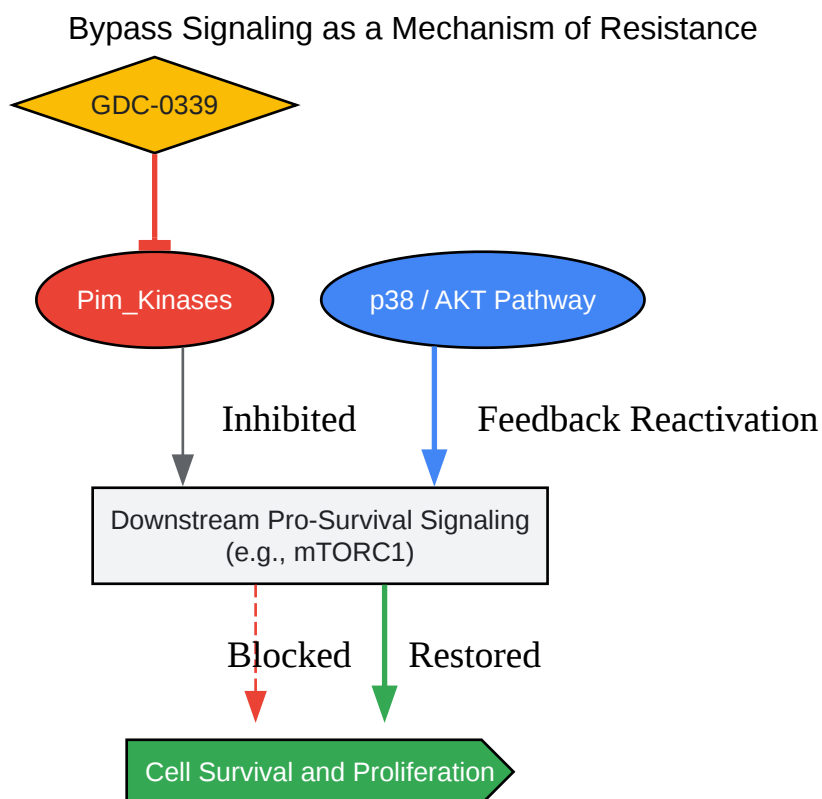 Bypass Signaling as a Mechanism of Resistance
GDC-0339
Pim_Kinases
p38 / AKT Pathway
Inhibited
Feedback Reactivation
Downstream Pro-Survival Signaling
(e.g., mTORC1)
Blocked
Restored
Cell Survival and Proliferation